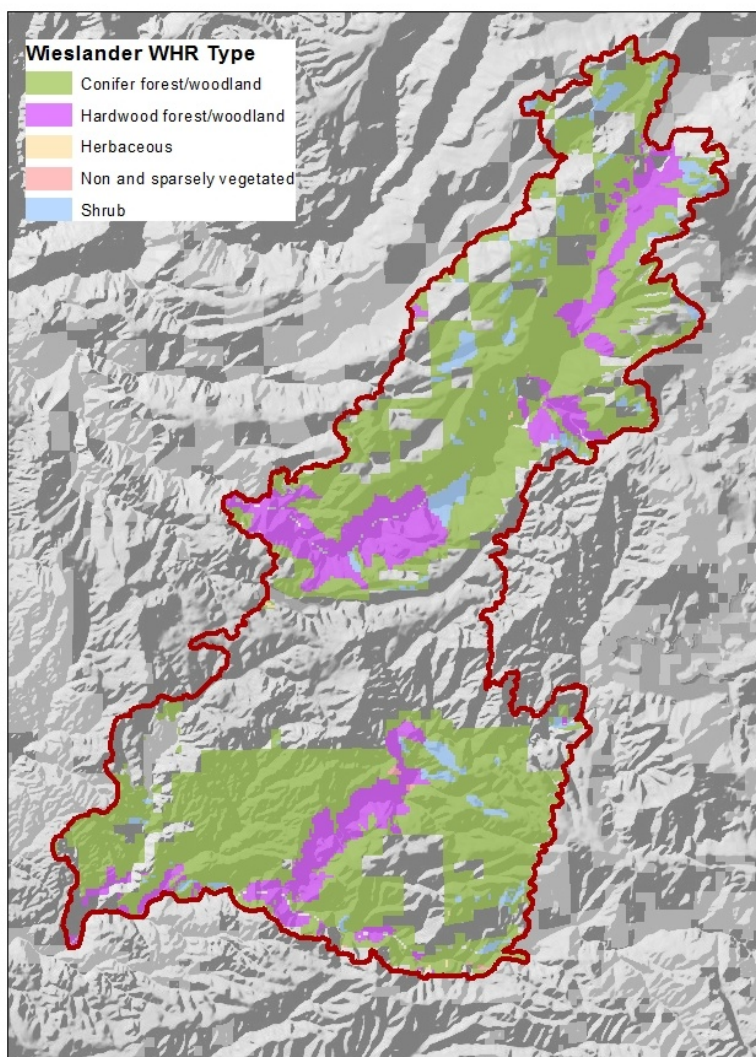 Wieslander WHR Type
Conifer forest/woodland
Hardwood forest/woodland
Herbaceous
Non and sparsely vegetated
Shrub